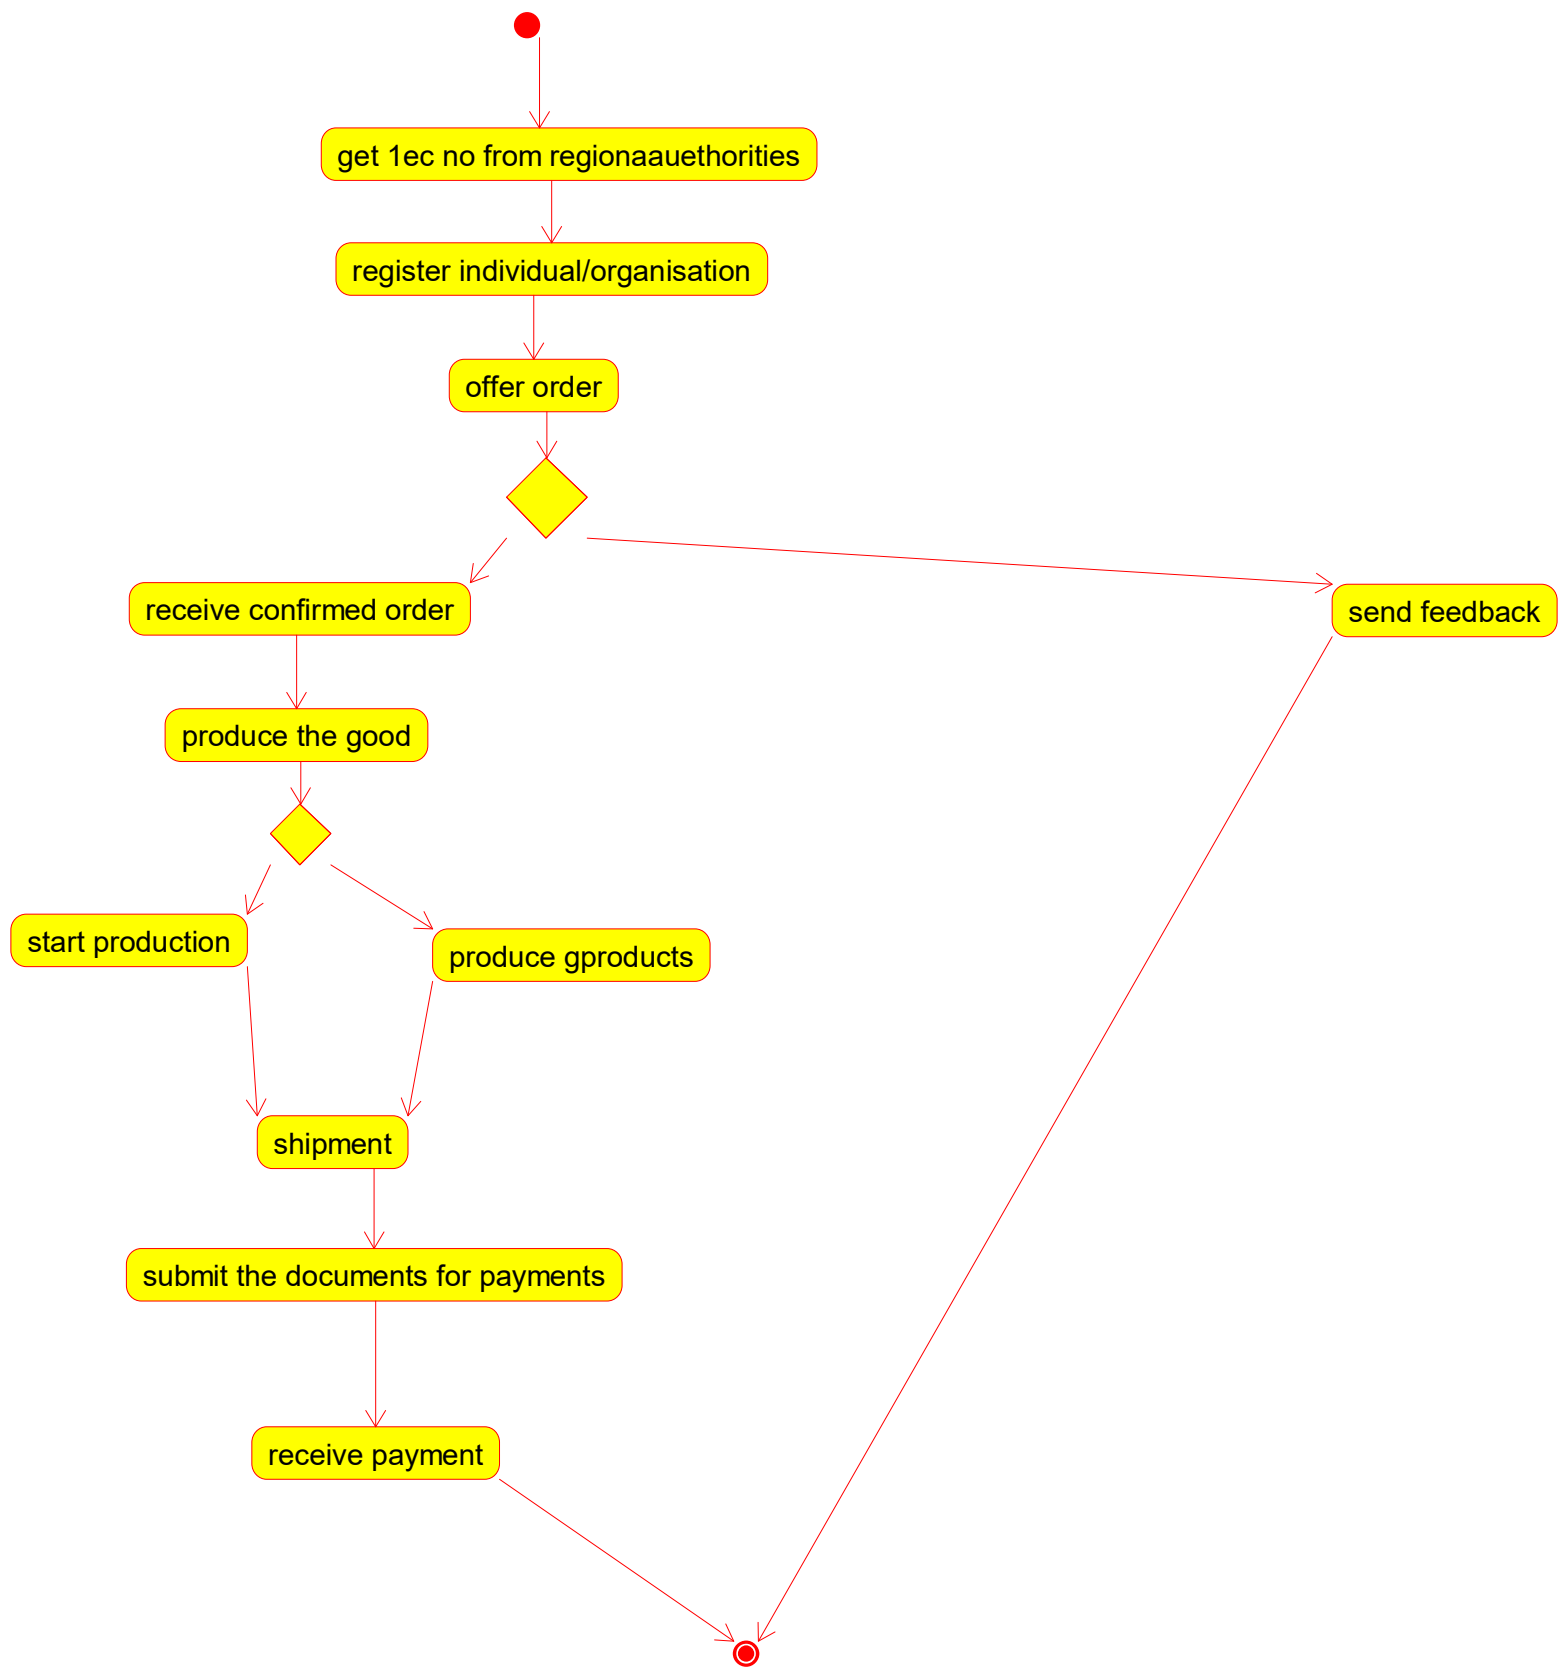 get 1ec no from regionaauethorities
register individual/organisation
offer order
receive confirmed order
send feedback
produce the good
start production
produce gproducts
shipment
submit the documents for payments
receive payment